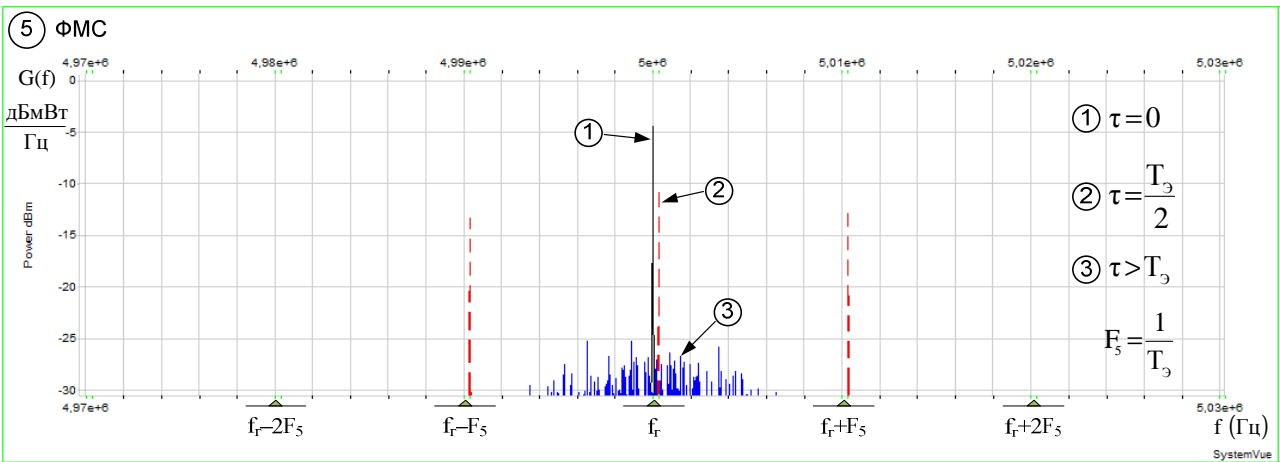 5 ФМС
4,97e+6 4,98e+6 4,99e+6 5e+6 5,01e+6 5,02e+6 5,03e+6
G(f)
дБмВт
Гц
Power dBm
0
-5
-10
-15
-20
-25
-30
1
2
3
1 τ=0
2 τ=Tэ/2
3 τ>Tэ
F5=1/Tэ
4,97e+6 5,03e+6
fг–2F5 fг–F5 fг fг+F5 fг+2F5 f (Гц)
SystemVue